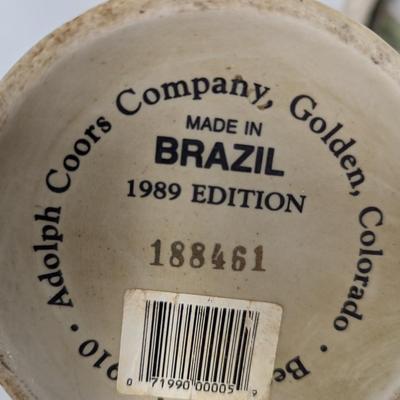 Adolph Coors Company, Golden, Colorado •
MADE IN
BRAZIL
1989 EDITION
188461
0 71990 00005 9